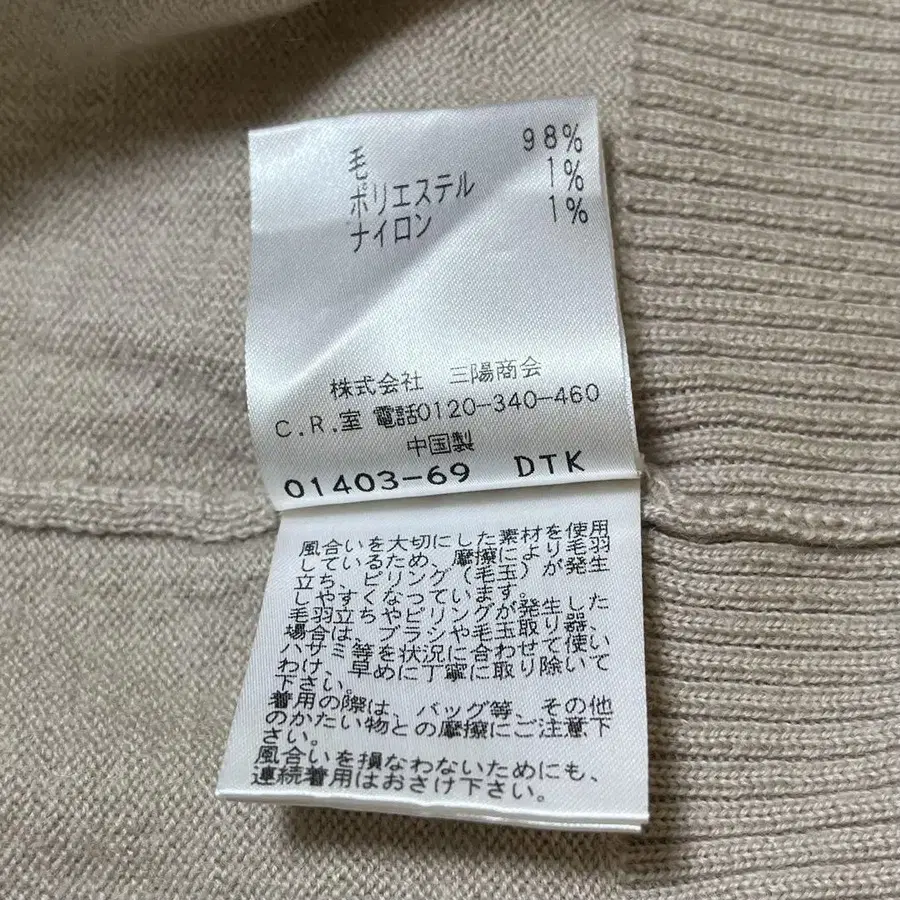 毛 98%
ポリエステル 1%
ナイロン 1%
株式会社 三陽商会
C.R.室 電話0120-340-460
中国製
01403-69 DTK
風合いを大切にした素材を使用
しているため、摩擦により毛羽
立ち、ピリング(毛玉)が発生
しやすくなっています。
毛羽立ちやピリングが発生した
場合は、ブラシや毛玉取り器、
ハサミ等を状況に合わせて使い
わけ、早めに丁寧に取り除いて
下さい。
着用の際は、バッグ等、その他
のかたい物との摩擦にご注意下
さい。
風合いを損なわないためにも、
連続着用はおさけ下さい。